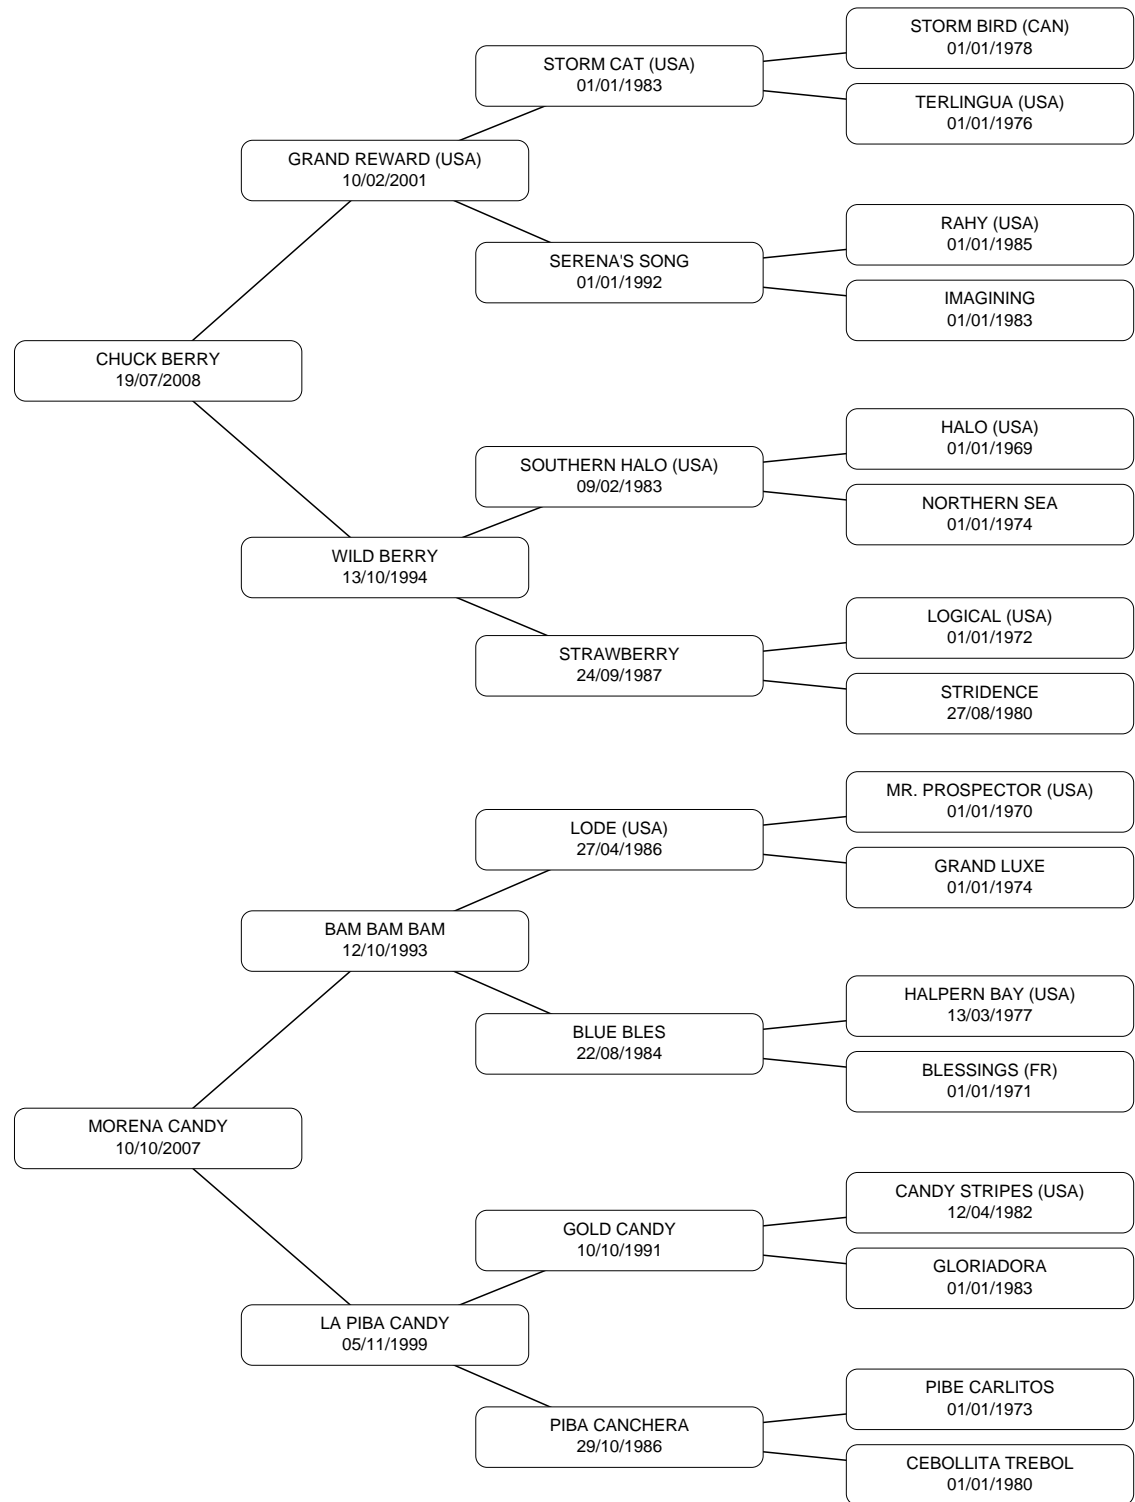 STORM BIRD (CAN)
01/01/1978
STORM CAT (USA)
01/01/1983
TERLINGUA (USA)
01/01/1976
GRAND REWARD (USA)
10/02/2001
RAHY (USA)
01/01/1985
SERENA'S SONG
01/01/1992
IMAGINING
01/01/1983
CHUCK BERRY
19/07/2008
HALO (USA)
01/01/1969
SOUTHERN HALO (USA)
09/02/1983
NORTHERN SEA
01/01/1974
WILD BERRY
13/10/1994
LOGICAL (USA)
01/01/1972
STRAWBERRY
24/09/1987
STRIDENCE
27/08/1980
MR. PROSPECTOR (USA)
01/01/1970
LODE (USA)
27/04/1986
GRAND LUXE
01/01/1974
BAM BAM BAM
12/10/1993
HALPERN BAY (USA)
13/03/1977
BLUE BLES
22/08/1984
BLESSINGS (FR)
01/01/1971
MORENA CANDY
10/10/2007
CANDY STRIPES (USA)
12/04/1982
GOLD CANDY
10/10/1991
GLORIADORA
01/01/1983
LA PIBA CANDY
05/11/1999
PIBE CARLITOS
01/01/1973
PIBA CANCHERA
29/10/1986
CEBOLLITA TREBOL
01/01/1980